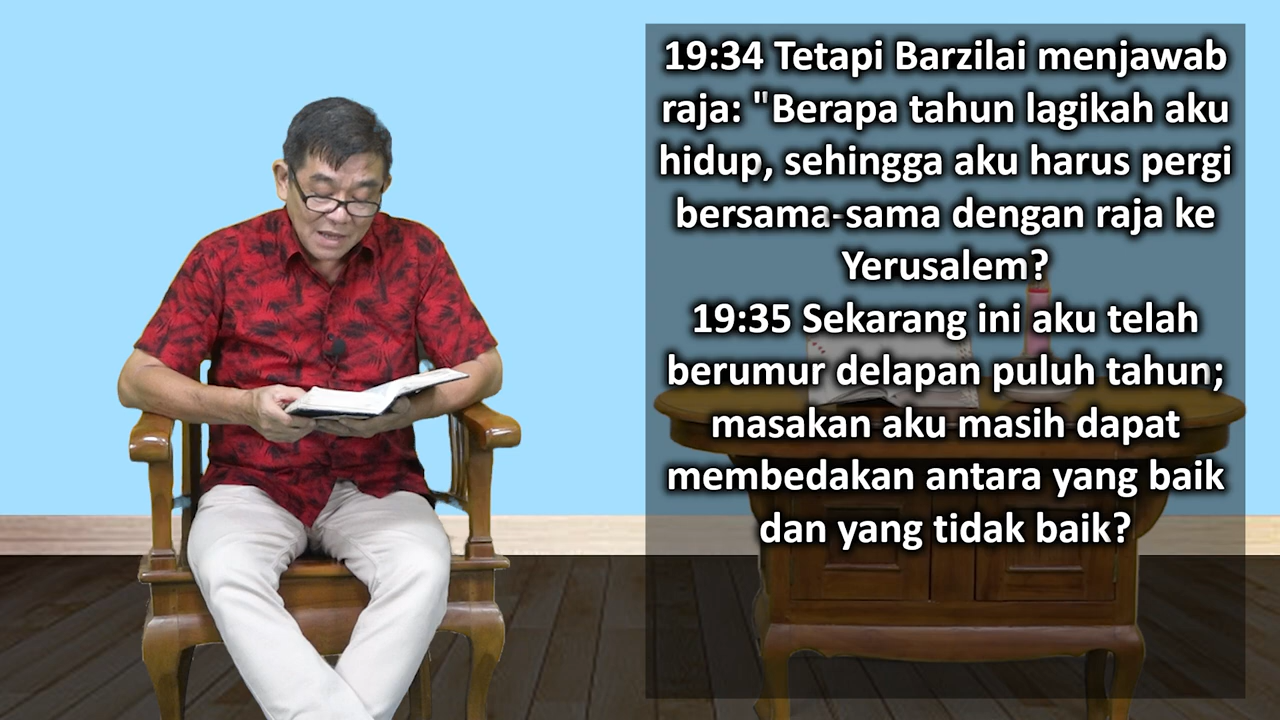 19:34 Tetapi Barzilai menjawab
raja: "Berapa tahun lagikah aku
hidup, sehingga aku harus pergi
bersama-sama dengan raja ke
Yerusalem?
19:35 Sekarang ini aku telah
berumur delapan puluh tahun;
masakan aku masih dapat
membedakan antara yang baik
dan yang tidak baik?